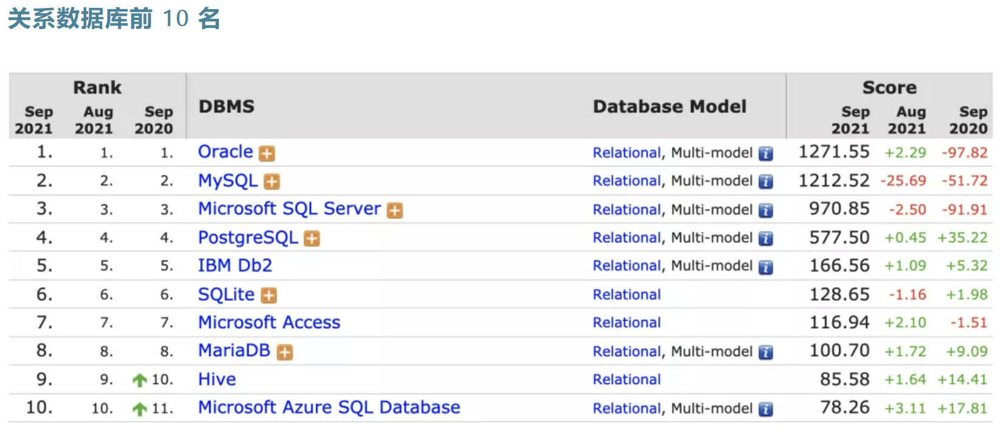 关系数据库前 10 名
Rank Score
Sep Aug Sep DBMS Database Model Sep Aug Sep
2021 2021 2020 2021 2021 2020
1. 1. 1. Oracle Relational, Multi-model 1271.55 +2.29 -97.82
2. 2. 2. MySQL Relational, Multi-model 1212.52 -25.69 -51.72
3. 3. 3. Microsoft SQL Server Relational, Multi-model 970.85 -2.50 -91.91
4. 4. 4. PostgreSQL Relational, Multi-model 577.50 +0.45 +35.22
5. 5. 5. IBM Db2 Relational, Multi-model 166.56 +1.09 +5.32
6. 6. 6. SQLite Relational 128.65 -1.16 +1.98
7. 7. 7. Microsoft Access Relational 116.94 +2.10 -1.51
8. 8. 8. MariaDB Relational, Multi-model 100.70 +1.72 +9.09
9. 9. 10. Hive Relational 85.58 +1.64 +14.41
10. 10. 11. Microsoft Azure SQL Database Relational, Multi-model 78.26 +3.11 +17.81